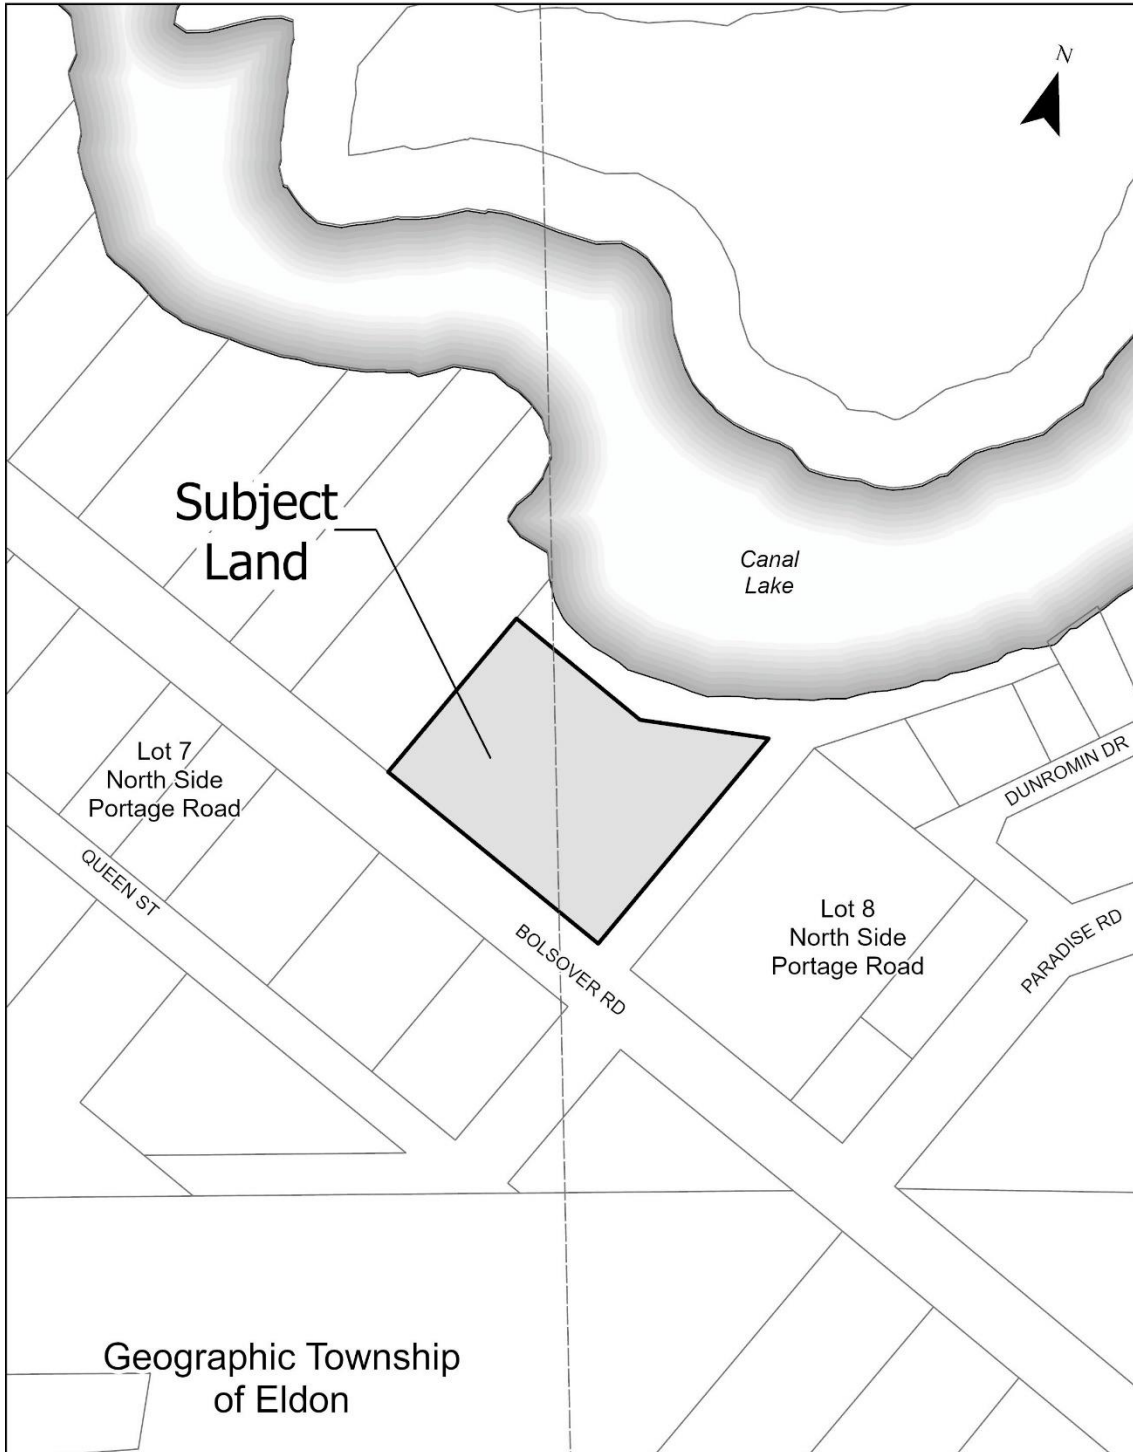 N
Subject
Land
Canal
Lake
Lot 7
North Side
Portage Road
DUNROMIN DR
QUEEN ST
Lot 8
North Side
Portage Road
BOLSOVER RD
PARADISE RD
Geographic Township
of Eldon